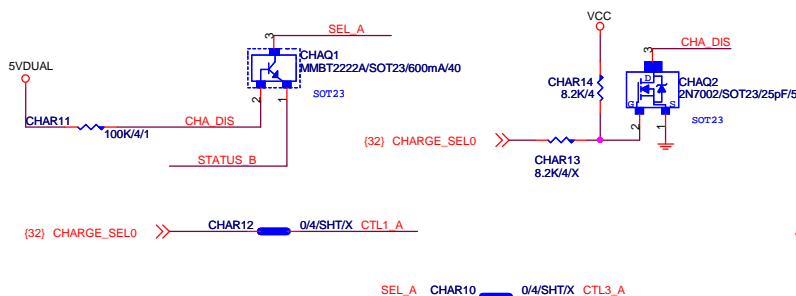 VCC
3
SEL_A
3
CHA_DIS
CHAQ1
MMBT2222A/SOT23/600mA/40
5VDUAL
CHAR14
8.2K/4
D
G
S
CHAQ2
2N7002/SOT23/25pF/5
SOT23
SOT23
2
1
CHAR11
100K/4/1
CHA_DIS
2
1
{32} CHARGE_SEL0
STATUS_B
CHAR13
8.2K/4/X
{32} CHARGE_SEL0
CHAR12
0/4/SHT/X
CTL1_A
SEL_A
CHAR10
0/4/SHT/X
CTL3_A